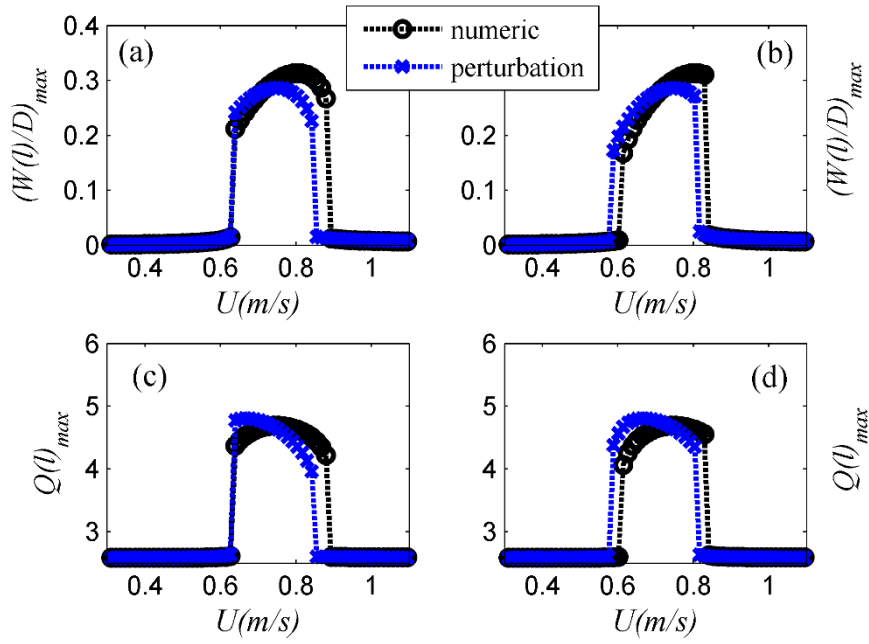 numeric
perturbation
(a)
(b)
(W(l)/D)max
0.4
0.3
0.2
0.1
0
0.4 0.6 0.8 1
U(m/s)
0.4 0.6 0.8 1
U(m/s)
(W(l)/D)max
(c)
(d)
Q(l)max
6
5
4
3
0.4 0.6 0.8 1
U(m/s)
6
5
4
3
0.4 0.6 0.8 1
U(m/s)
Q(l)max